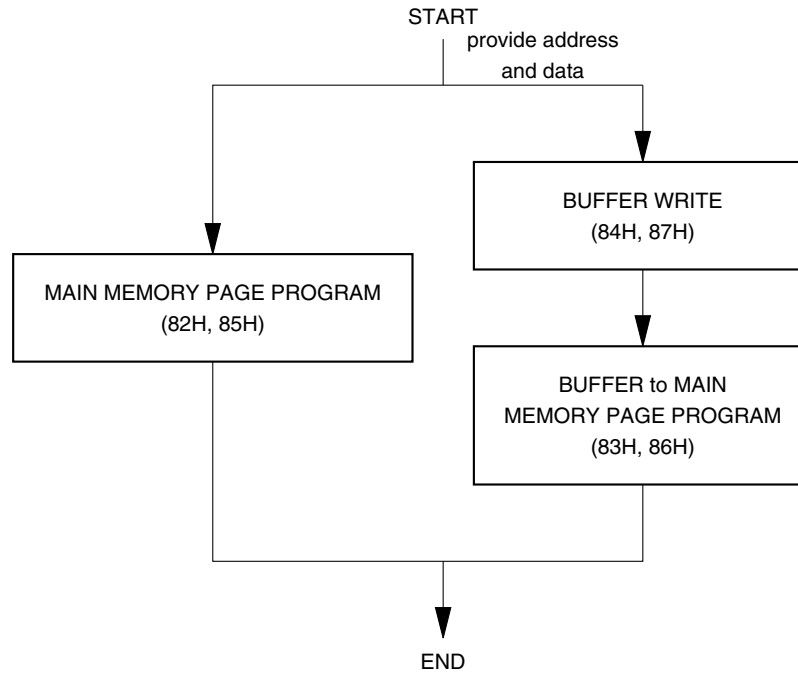 START
provide address
and data
BUFFER WRITE
(84H, 87H)
MAIN MEMORY PAGE PROGRAM
(82H, 85H)
BUFFER to MAIN
MEMORY PAGE PROGRAM
(83H, 86H)
END